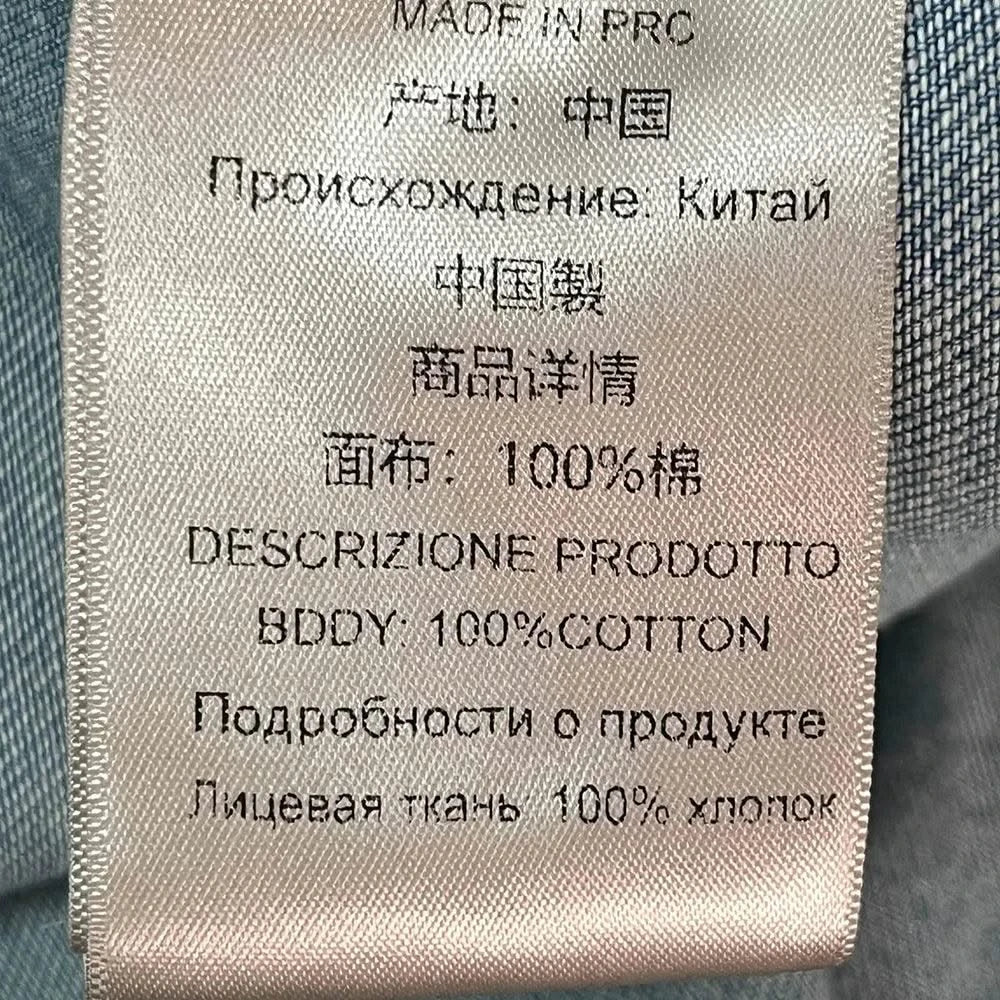 MADE IN PRC
产地：中国
Происхождение: Китай
中国製
商品详情
面布：100%棉
DESCRIZIONE PRODOTTO
BDDY: 100%COTTON
Подробности о продукте
Лицевая ткань: 100% хлопок